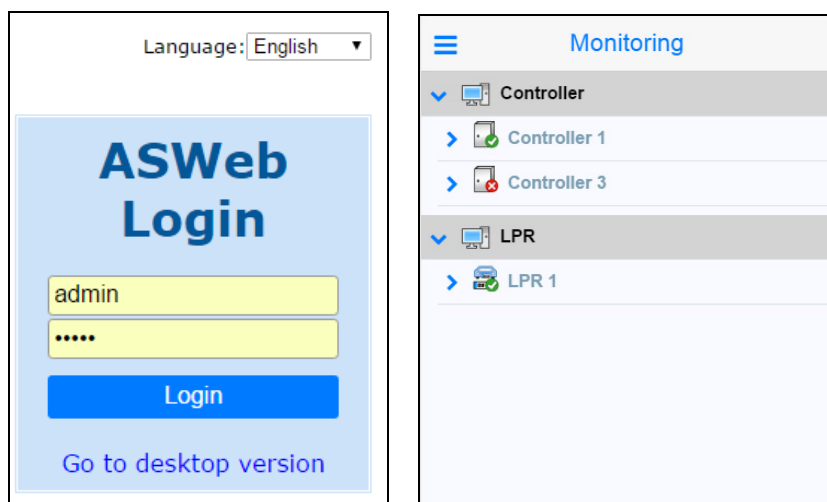 Language: English
ASWeb
Login
admin
•••••
Login
Go to desktop version
Monitoring
Controller
Controller 1
Controller 3
LPR
LPR 1